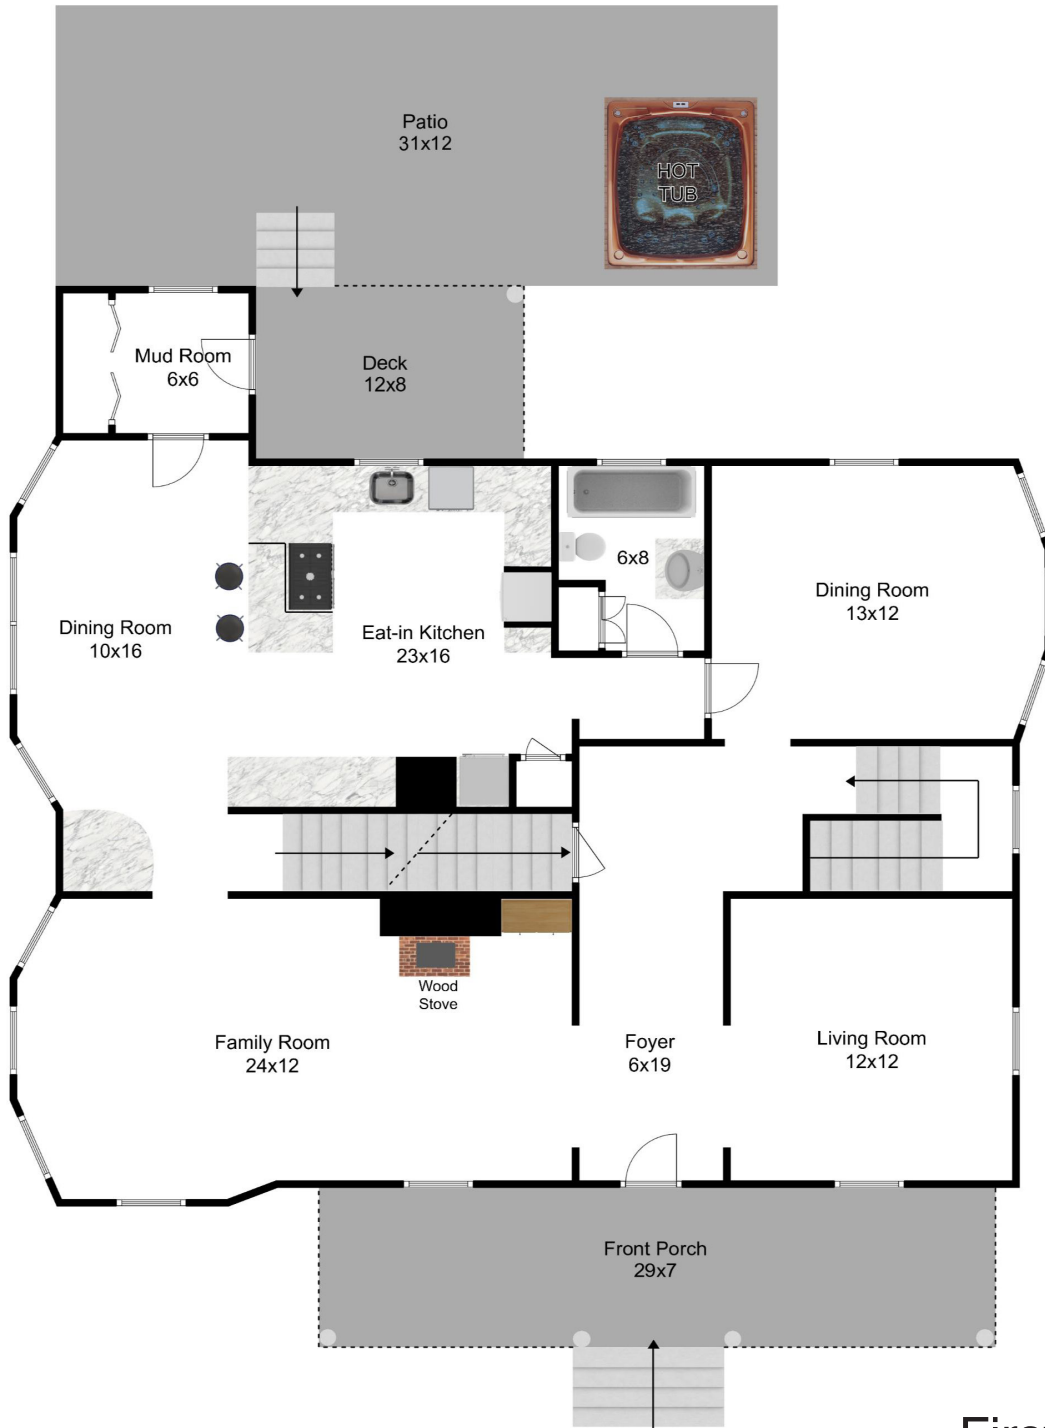 Patio
31x12
HOT
TUB
Mud Room
6x6
Deck
12x8
6x8
Dining Room
13x12
Dining Room
10x16
Eat-in Kitchen
23x16
Wood
Stove
Family Room
24x12
Foyer
6x19
Living Room
12x12
Front Porch
29x7